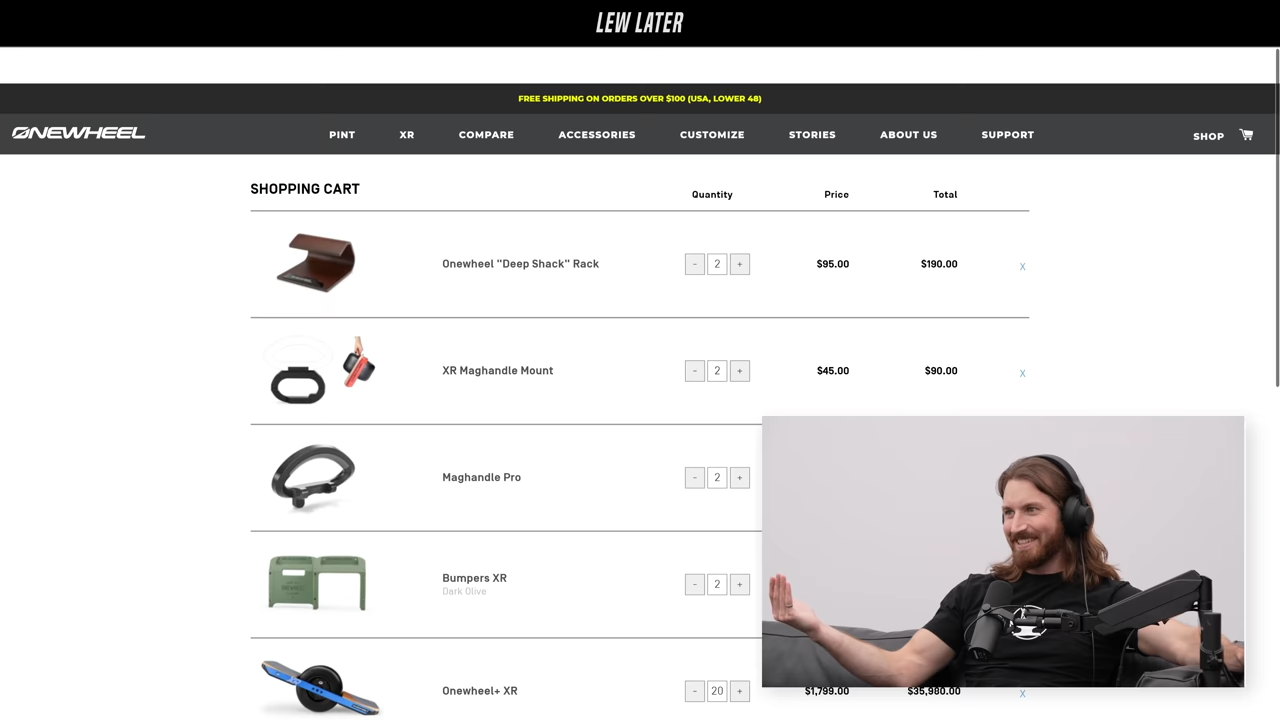 LEW LATER
FREE SHIPPING ON ORDERS OVER $100 (USA, LOWER 48)
ONEWHEEL
PINT XR COMPARE ACCESSORIES CUSTOMIZE STORIES ABOUT US SUPPORT SHOP
SHOPPING CART Quantity Price Total
Onewheel "Deep Shack" Rack - 2 + $95.00 $190.00 X
XR Maghandle Mount - 2 + $45.00 $90.00 X
Maghandle Pro - 2 +
Bumpers XR - 2 +
Dark Olive
Onewheel+ XR - 20 + $1,799.00 $35,980.00 X